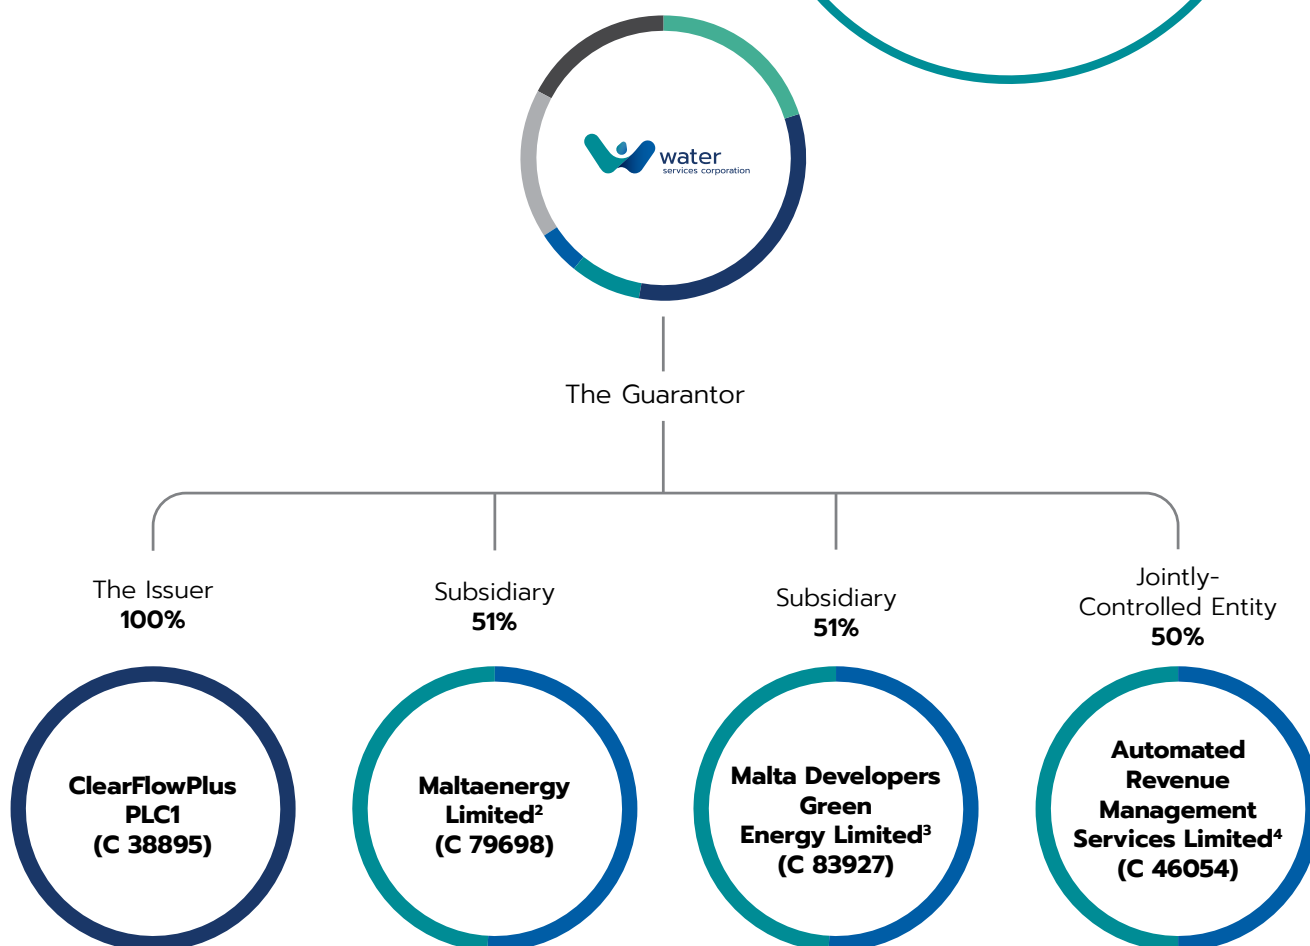 water
services corporation
The Guarantor
The Issuer
100%
Subsidiary
51%
Subsidiary
51%
Jointly-
Controlled Entity
50%
ClearFlowPlus
PLC1
(C 38895)
Maltaenergy
Limited²
(C 79698)
Malta Developers
Green
Energy Limited³
(C 83927)
Automated
Revenue
Management
Services Limited⁴
(C 46054)